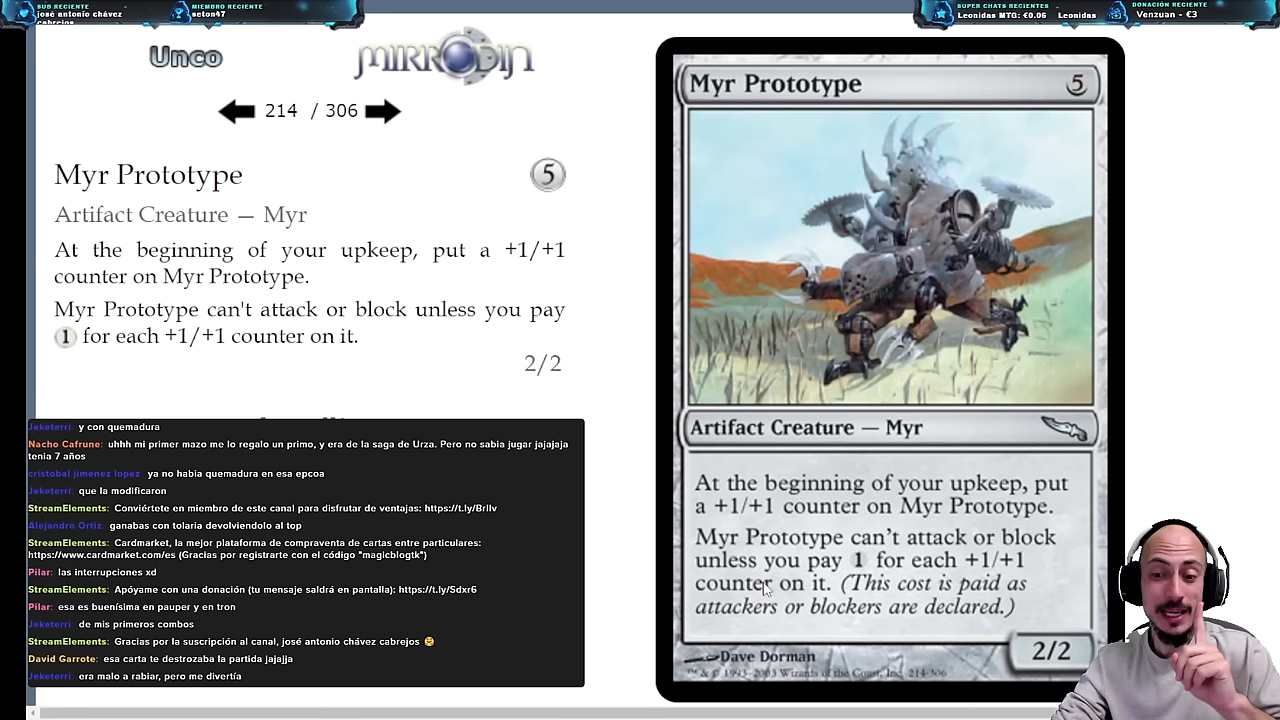 SUB RECIENTE
josé antonio chávez
cabrejos
MIEMBRO RECIENTE
seton47
SUPER CHATS RECIENTES
Leonidas MTG: €0.06 Leonidas
DONACIÓN RECIENTE
Venzuan - €3
Unco
MIRRODIN
214 / 306
Myr Prototype 5
Artifact Creature — Myr
At the beginning of your upkeep, put a +1/+1
counter on Myr Prototype.
Myr Prototype can't attack or block unless you pay
1 for each +1/+1 counter on it.
2/2
Jeketerri: y con quemadura
Nacho Cafrune: uhhh mi primer mazo me lo regalo un primo, y era de la saga de Urza. Pero no sabia jugar jajajaja
tenia 7 años
cristobal jimenez lopez: ya no habia quemadura en esa epcoa
Jeketerri: que la modificaron
StreamElements: Conviértete en miembro de este canal para disfrutar de ventajas: https://t.ly/Brllv
Alejandro Ortiz: ganabas con tolaria devolviendolo al top
StreamElements: Cardmarket, la mejor plataforma de compraventa de cartas entre particulares:
https://www.cardmarket.com/es (Gracias por registrarte con el código "magicblogtk")
Pilar: las interrupciones xd
StreamElements: Apóyame con una donación (tu mensaje saldrá en pantalla): https://t.ly/Sdxr6
Pilar: esa es buenísima en pauper y en tron
Jeketerri: de mis primeros combos
StreamElements: Gracias por la suscripción al canal, josé antonio chávez cabrejos
David Garrote: esa carta te destrozaba la partida jajajja
Jeketerri: era malo a rabiar, pero me divertía
Myr Prototype 5
Artifact Creature — Myr
At the beginning of your upkeep, put
a +1/+1 counter on Myr Prototype.
Myr Prototype can't attack or block
unless you pay 1 for each +1/+1
counter on it. (This cost is paid as
attackers or blockers are declared.)
2/2
Dave Dorman
™ & © 1993–2003 Wizards of the Coast, Inc. 214/306